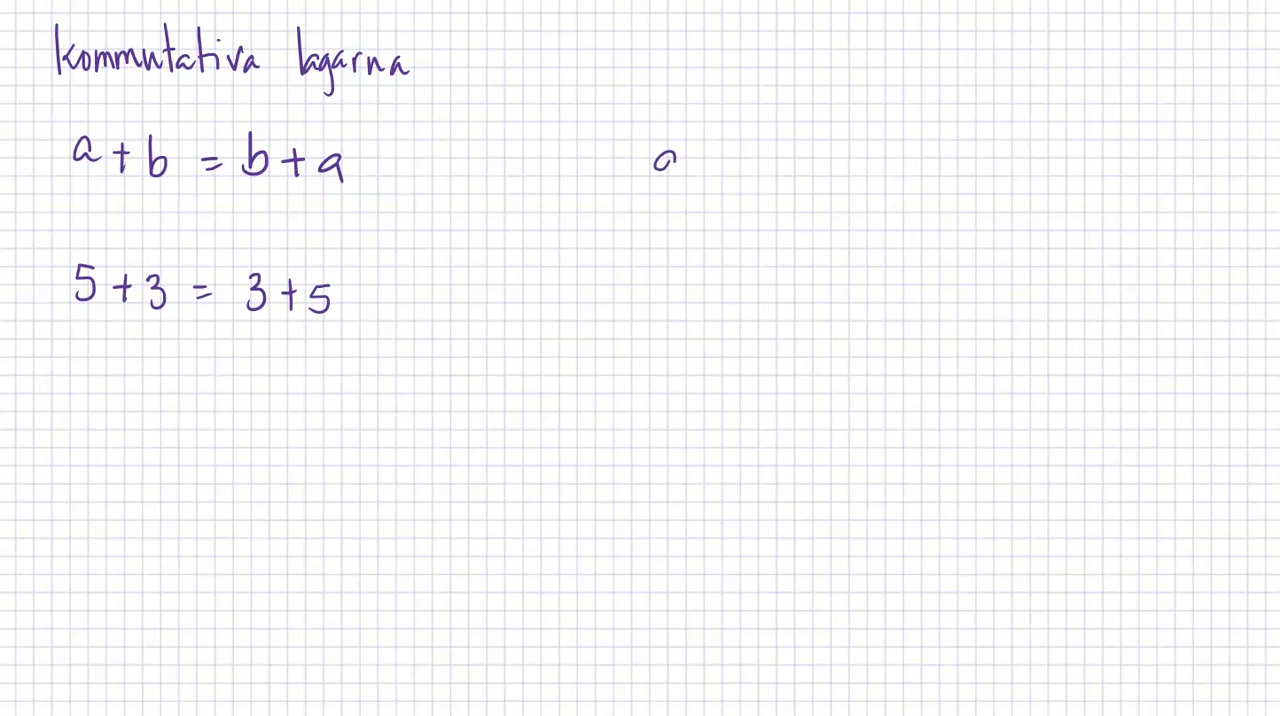 kommutativa lagarna
a + b = b + a
a
5 + 3 = 3 + 5